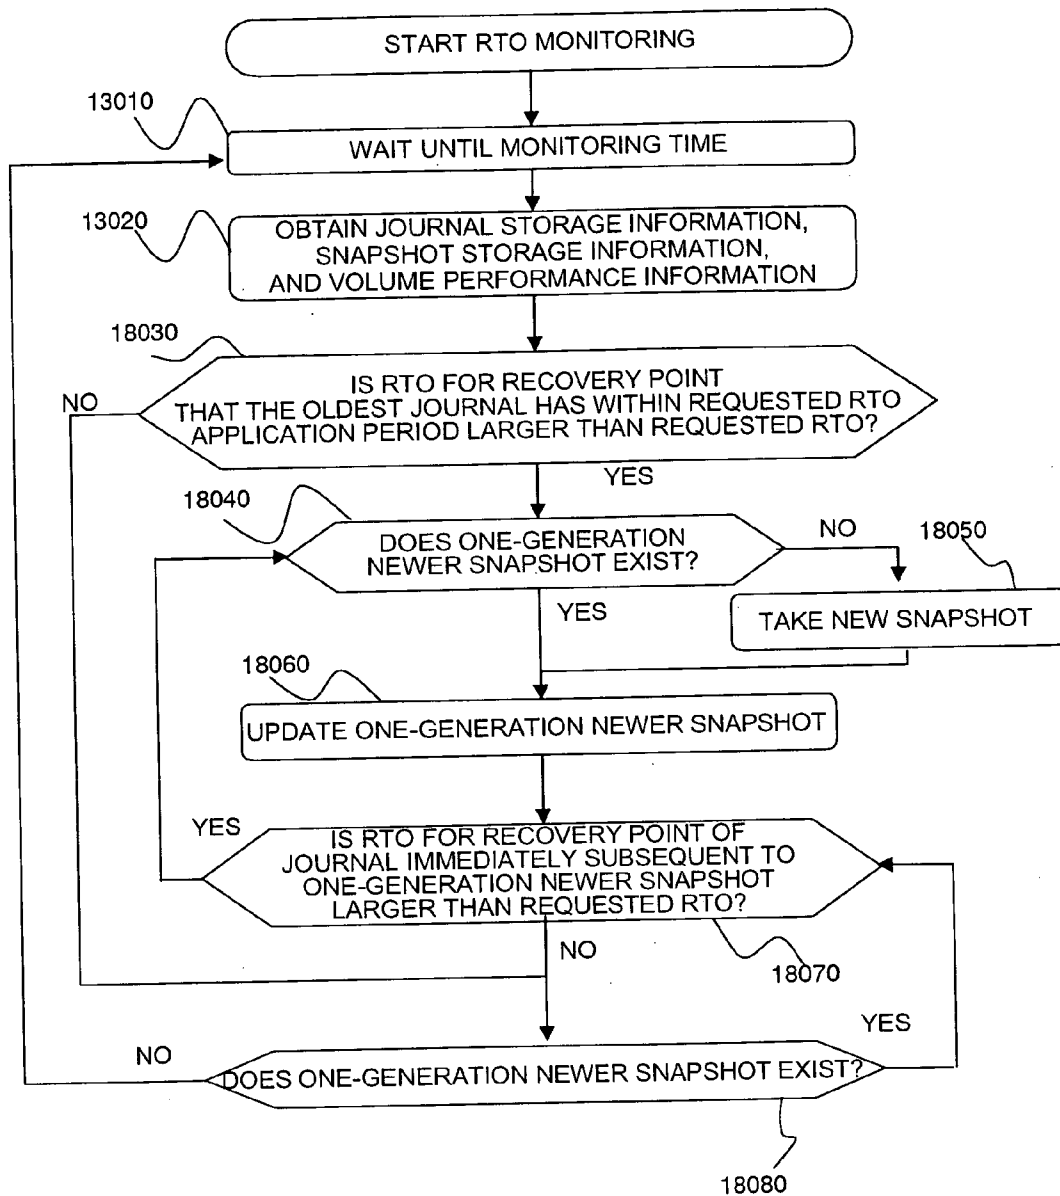 START RTO MONITORING
13010
WAIT UNTIL MONITORING TIME
13020
OBTAIN JOURNAL STORAGE INFORMATION,
SNAPSHOT STORAGE INFORMATION,
AND VOLUME PERFORMANCE INFORMATION
18030
NO
IS RTO FOR RECOVERY POINT
THAT THE OLDEST JOURNAL HAS WITHIN REQUESTED RTO
APPLICATION PERIOD LARGER THAN REQUESTED RTO?
YES
18040
DOES ONE-GENERATION
NEWER SNAPSHOT EXIST?
NO
18050
YES
TAKE NEW SNAPSHOT
18060
UPDATE ONE-GENERATION NEWER SNAPSHOT
YES
IS RTO FOR RECOVERY POINT OF
JOURNAL IMMEDIATELY SUBSEQUENT TO
ONE-GENERATION NEWER SNAPSHOT
LARGER THAN REQUESTED RTO?
NO
18070
YES
NO
DOES ONE-GENERATION NEWER SNAPSHOT EXIST?
18080